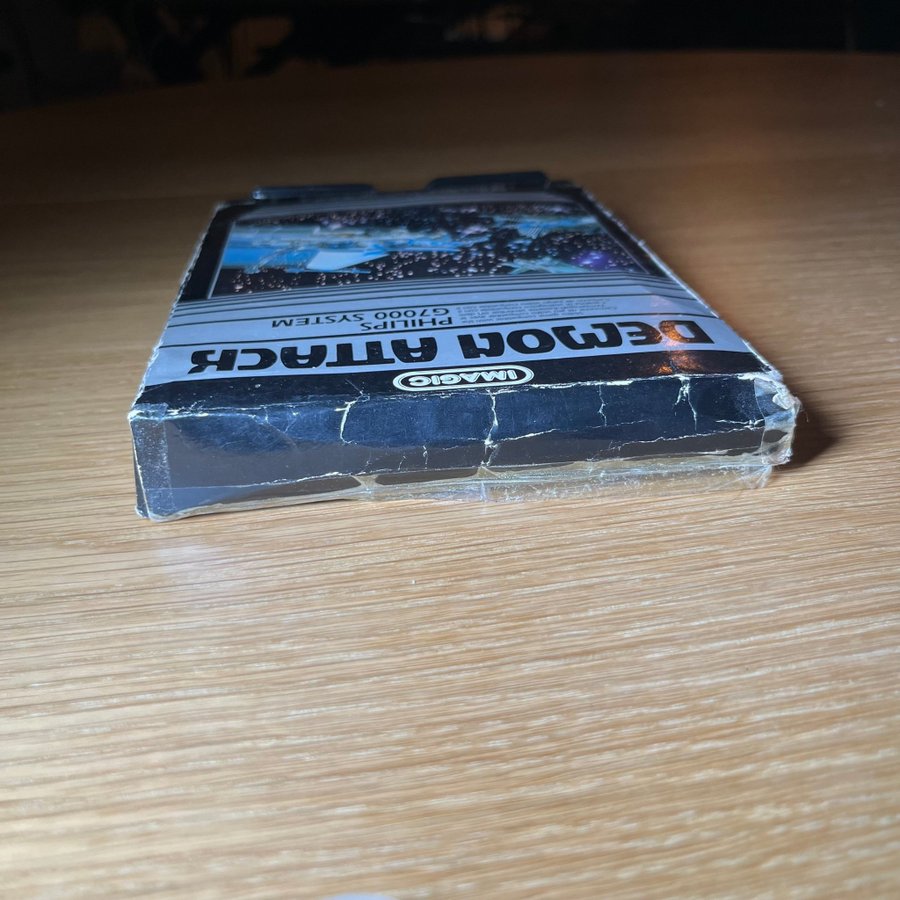 IMAGIC
DEMON ATTACK
PHILIPS
G7000 SYSTEM